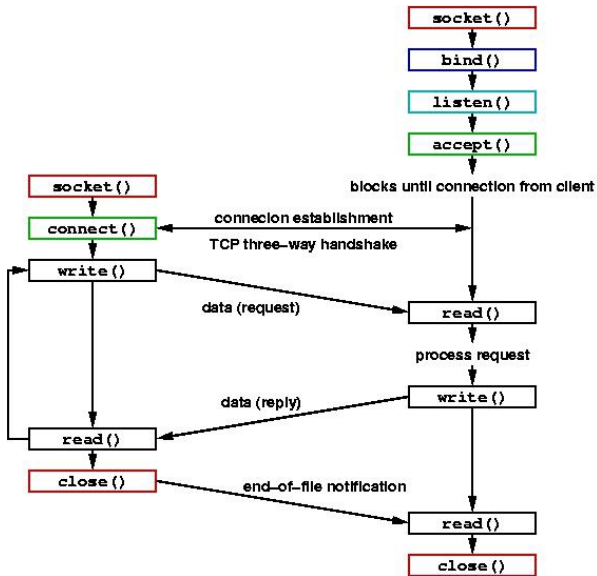 socket()
bind()
listen()
accept()
blocks until connection from client
socket()
connecion establishment
connect()
TCP three-way handshake
write()
data (request)
read()
process request
write()
data (reply)
read()
close()
end-of-file notification
read()
close()